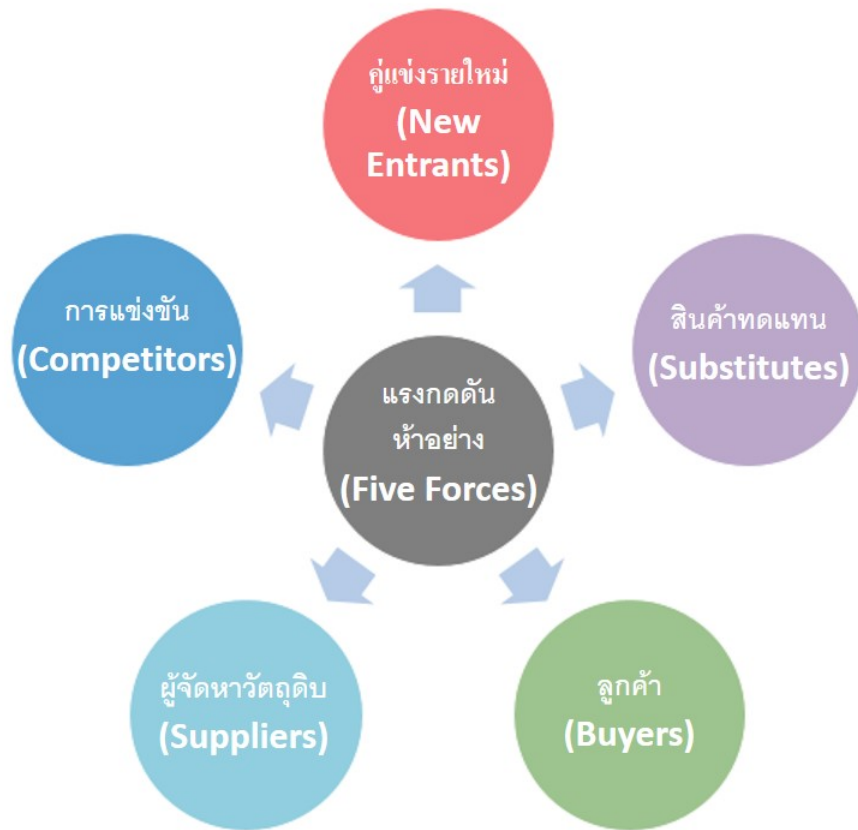 คู่แข่งรายใหม่
(New
Entrants)
การแข่งขัน
(Competitors)
สินค้าทดแทน
(Substitutes)
แรงกดดัน
ห้าอย่าง
(Five Forces)
ผู้จัดหาวัตถุดิบ
(Suppliers)
ลูกค้า
(Buyers)